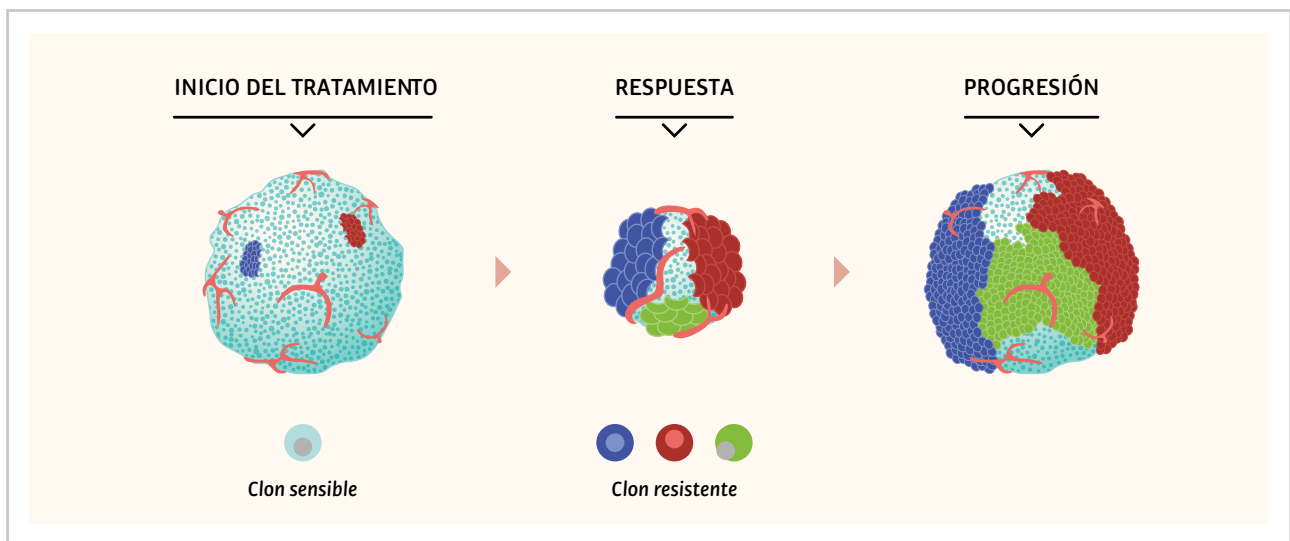 INICIO DEL TRATAMIENTO
RESPUESTA
PROGRESIÓN
Clon sensible
Clon resistente